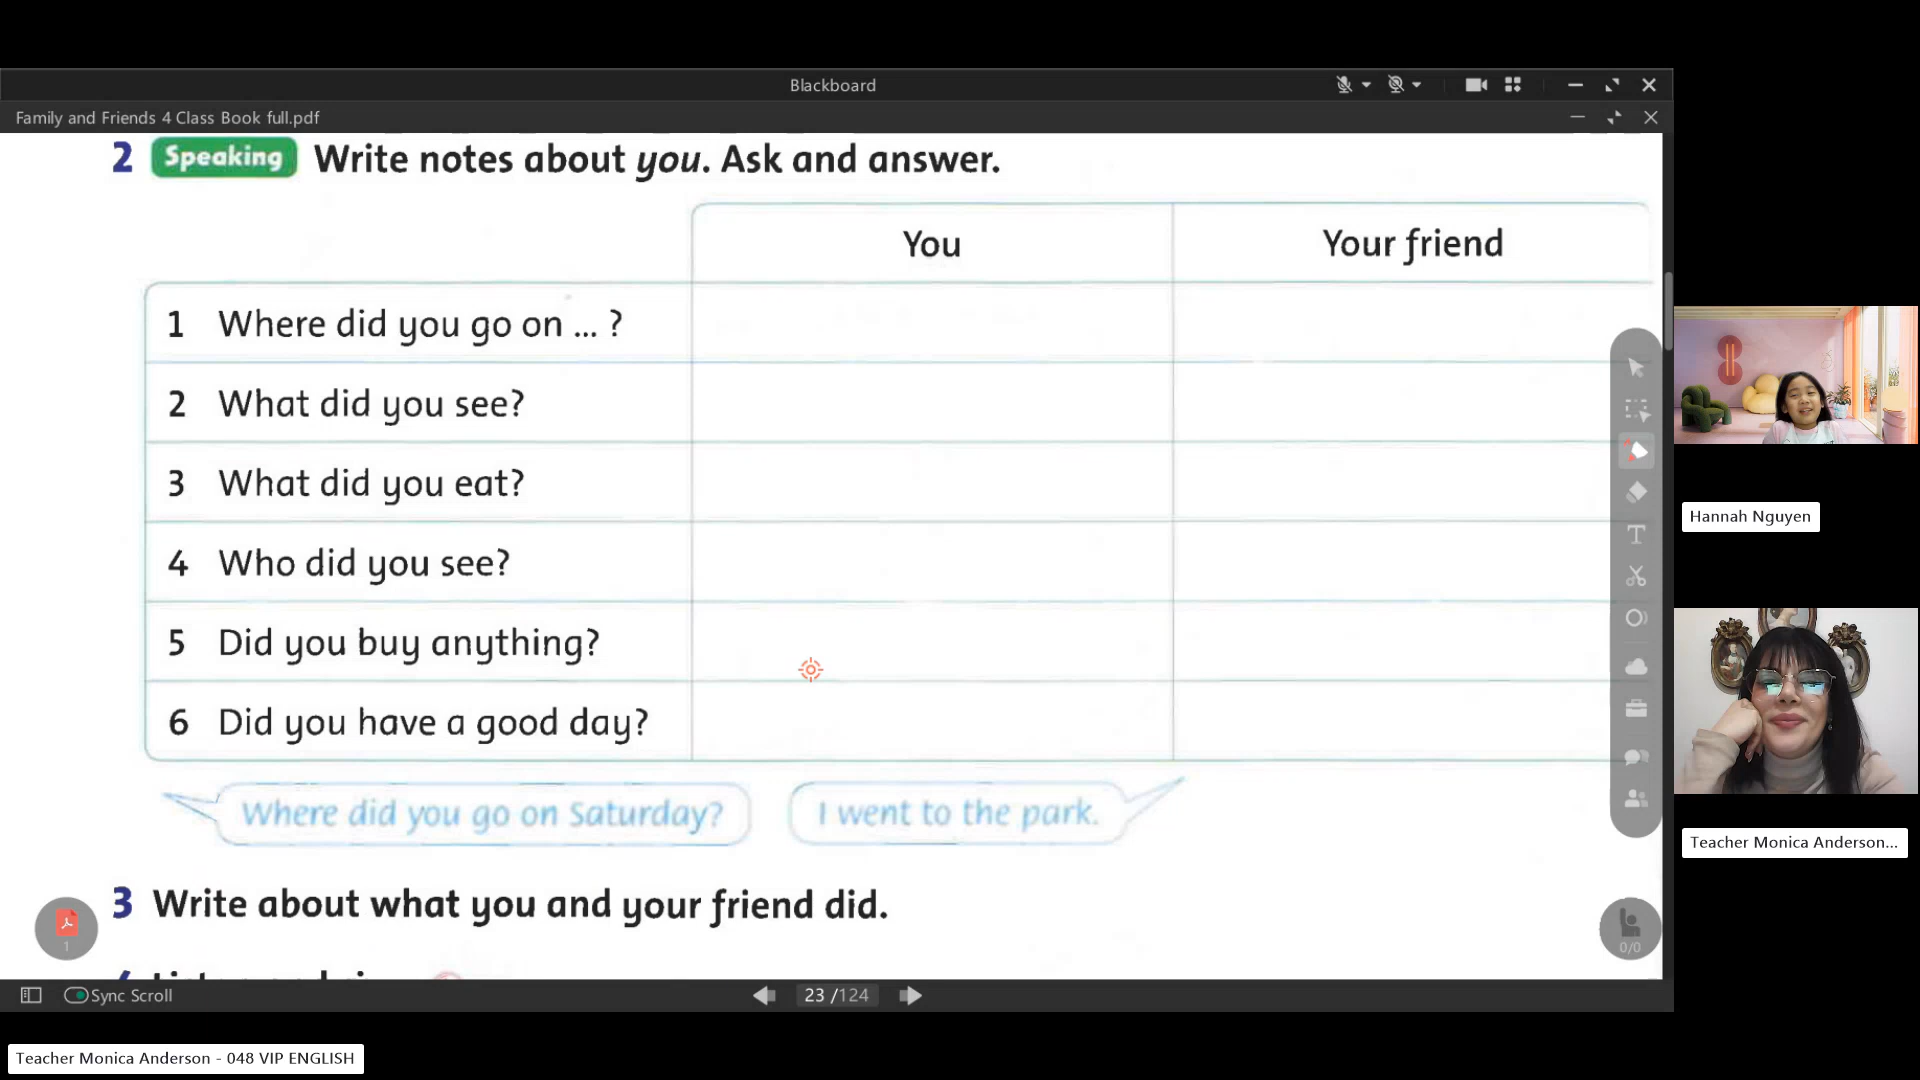 Blackboard
Family and Friends 4 Class Book full.pdf
2 Speaking Write notes about you. Ask and answer.
You Your friend
1 Where did you go on ... ?
2 What did you see?
3 What did you eat?
4 Who did you see?
5 Did you buy anything?
6 Did you have a good day?
Where did you go on Saturday? I went to the park.
3 Write about what you and your friend did.
1
0/0
Sync Scroll
23 /124
Hannah Nguyen
Teacher Monica Anderson...
Teacher Monica Anderson - 048 VIP ENGLISH